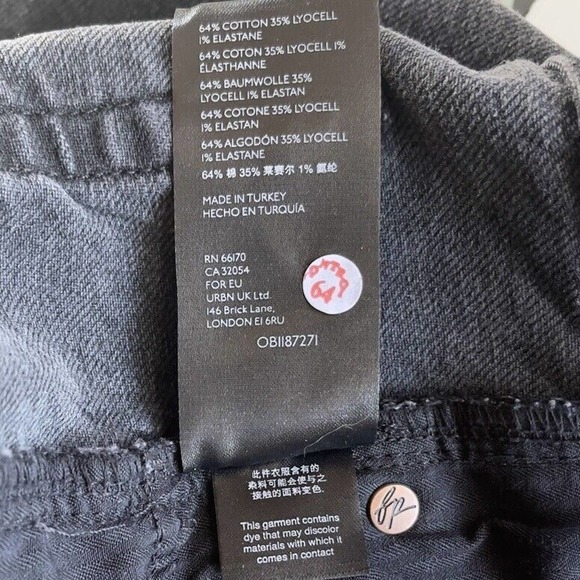 64% COTTON 35% LYOCELL
1% ELASTANE
64% COTON 35% LYOCELL 1%
ÉLASTHANNE
64% BAUMWOLLE 35%
LYOCELL 1% ELASTAN
64% COTONE 35% LYOCELL
1% ELASTAN
64% ALGODÓN 35% LYOCELL
1% ELASTAN
64% 棉 35% 莱赛尔 1% 氨纶
MADE IN TURKEY
HECHO EN TURQUÍA
RN 66170
CA 32054
FOR EU
URBN UK Ltd.
146 Brick Lane,
LONDON E1 6RU
KONTROL
64
OB1187271
此件衣服含有的
染料可能会使与之
接触的面料变色.
This garment contains
dye that may discolor
materials with which it
comes in contact
fp